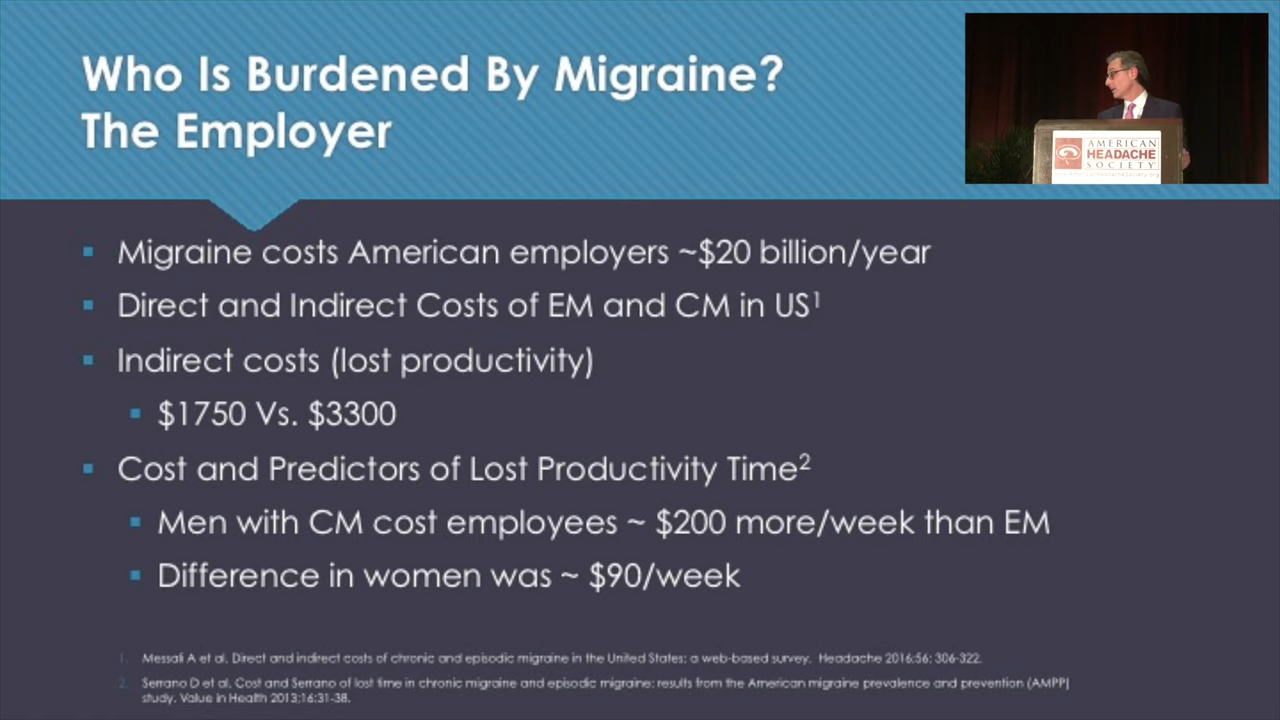 Who Is Burdened By Migraine?
The Employer
AMERICAN
HEADACHE
SOCIETY
▪ Migraine costs American employers ~$20 billion/year
▪ Direct and Indirect Costs of EM and CM in US¹
▪ Indirect costs (lost productivity)
▪ $1750 Vs. $3300
▪ Cost and Predictors of Lost Productivity Time²
▪ Men with CM cost employees ~ $200 more/week than EM
▪ Difference in women was ~ $90/week
1. Messali A et al. Direct and indirect costs of chronic and episodic migraine in the United States: a web-based survey. Headache 2016;56: 306-322.
2. Serrano D et al. Cost and Serrano of lost time in chronic migraine and episodic migraine: results from the American migraine prevalence and prevention (AMPP)
study. Value in Health 2013;16:31-38.